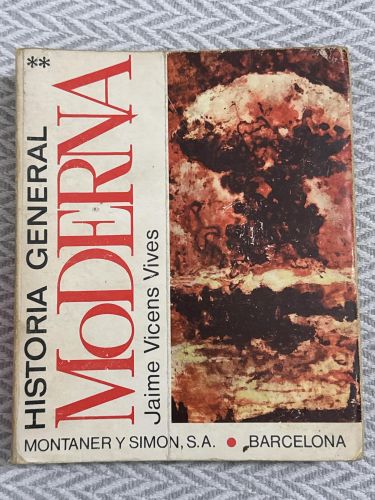 **
HISTORIA GENERAL
MODERNA
Jaime Vicens Vives
MONTANER Y SIMON, S.A. • BARCELONA